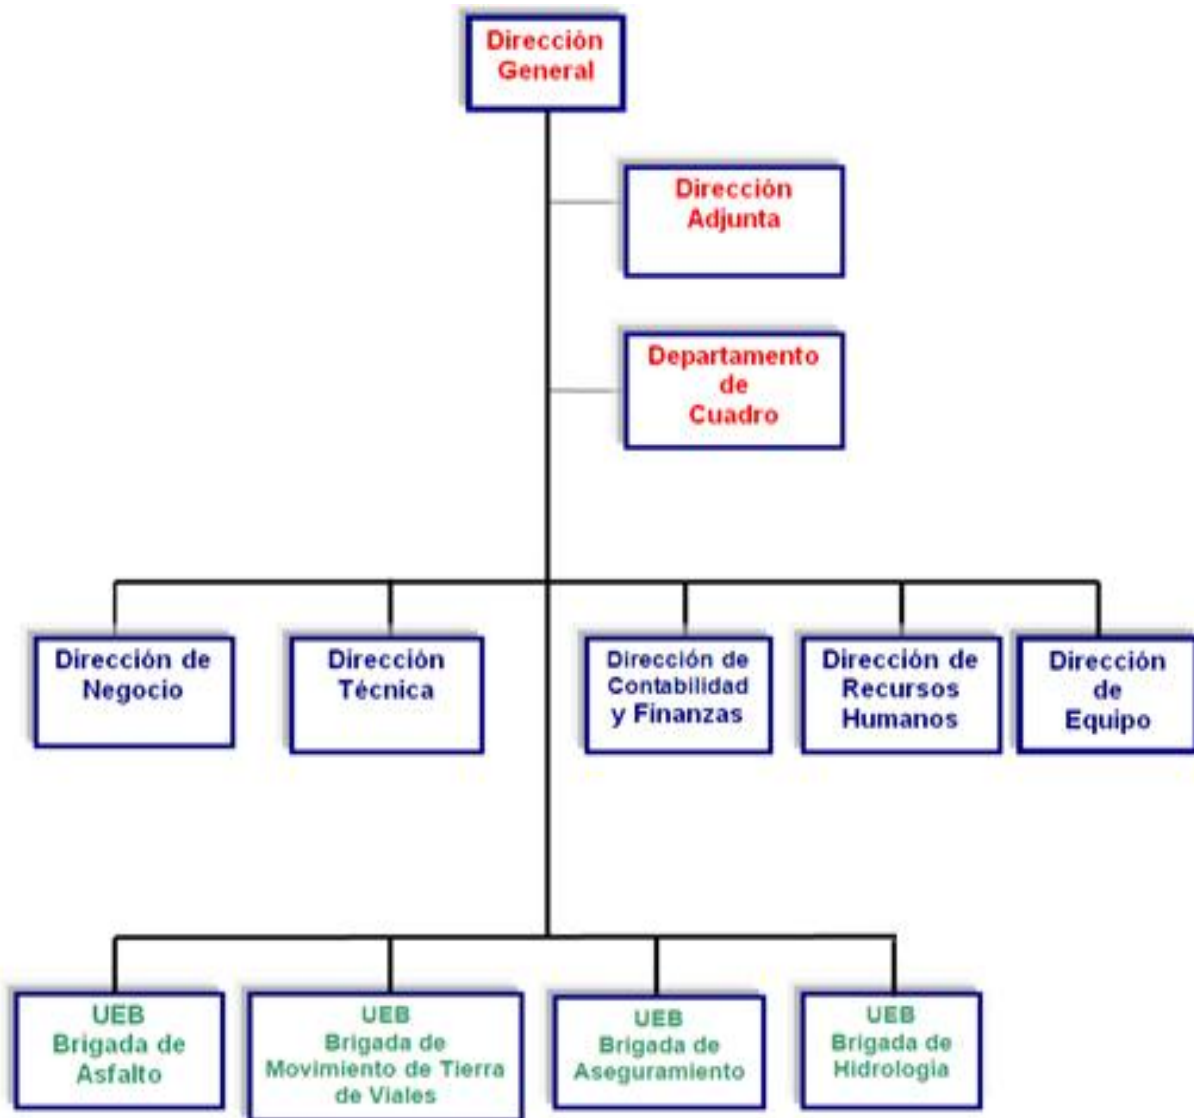 Dirección
General
Dirección
Adjunta
Departamento
de
Cuadro
Dirección de
Negocio
Dirección
Técnica
Dirección de
Contabilidad
y Finanzas
Dirección de
Recursos
Humanos
Dirección
de
Equipo
UEB
Brigada de
Asfalto
UEB
Brigada de
Movimiento de Tierra
de Viales
UEB
Brigada de
Aseguramiento
UEB
Brigada de
Hidrología